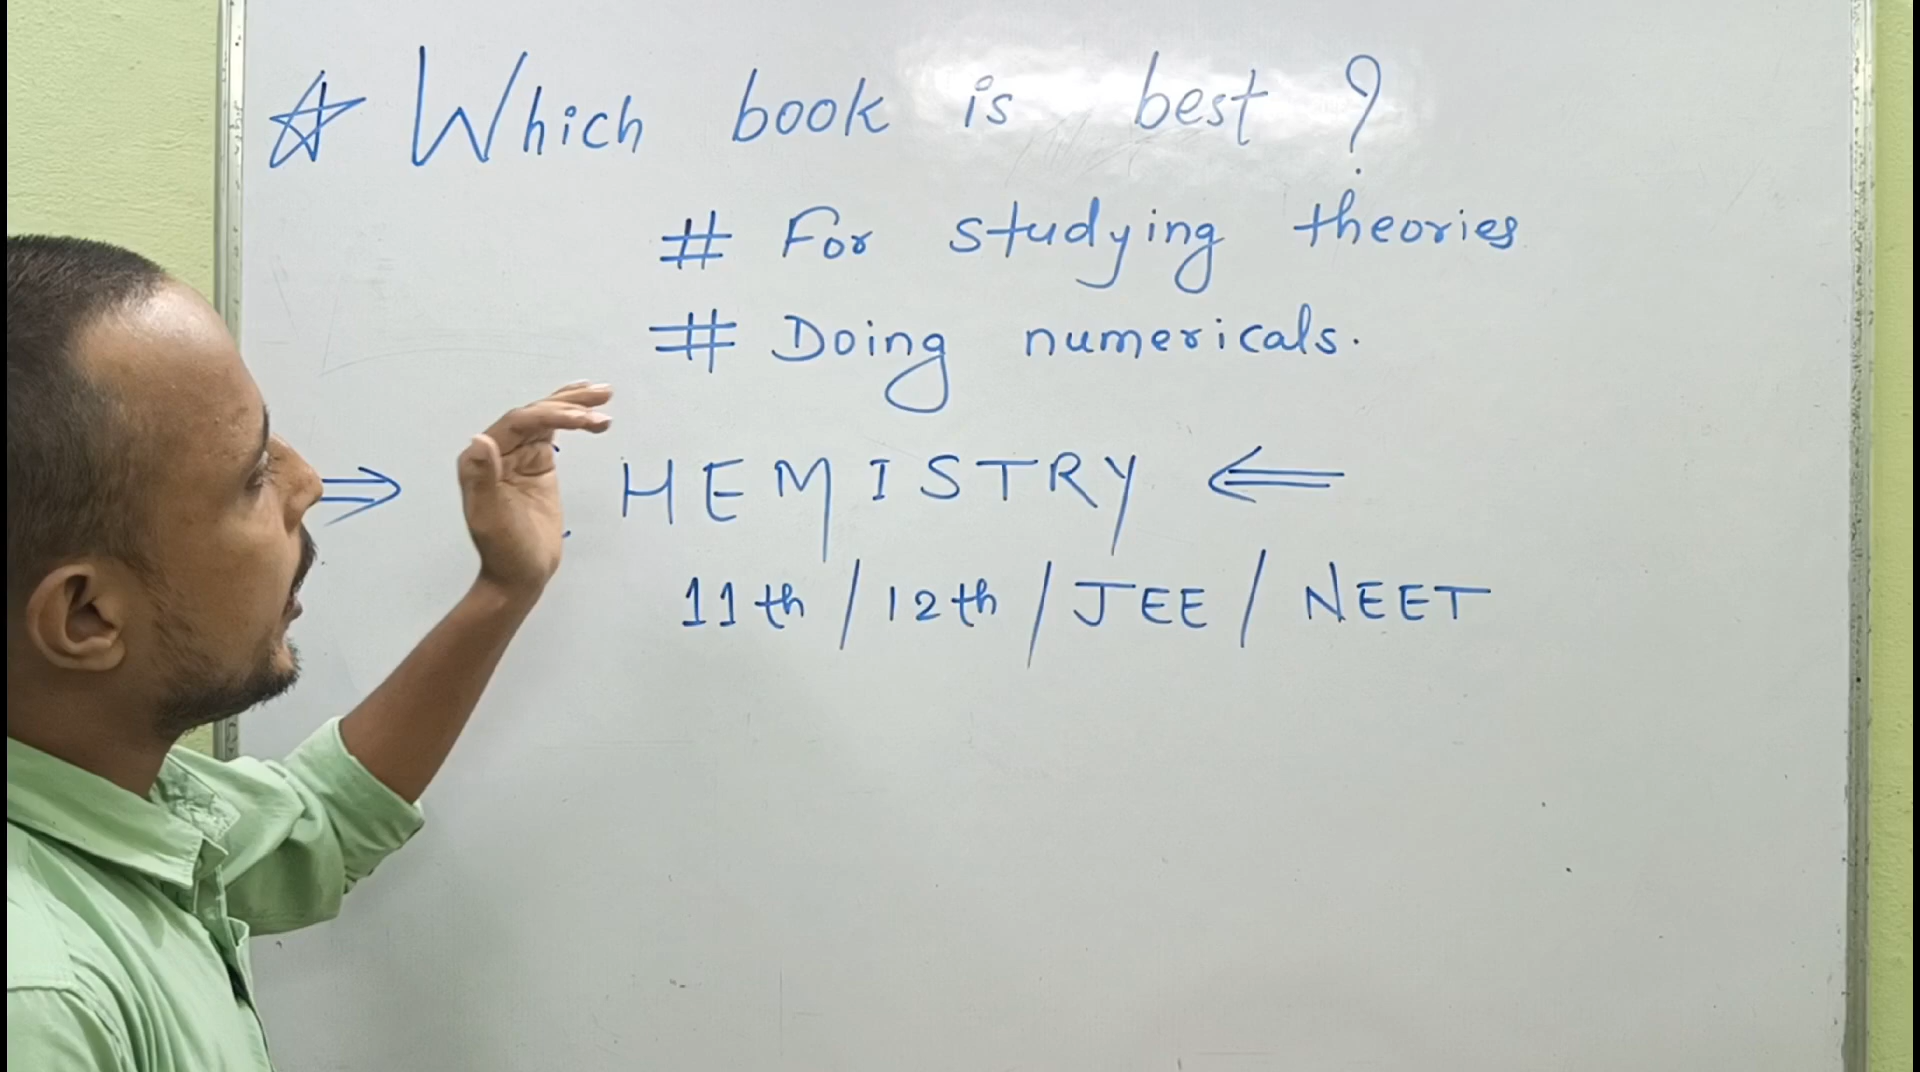 ☆ Which book is best ?
# For studying theories
# Doing numericals.
⇒ HEMISTRY ⇐
11th / 12th / JEE / NEET